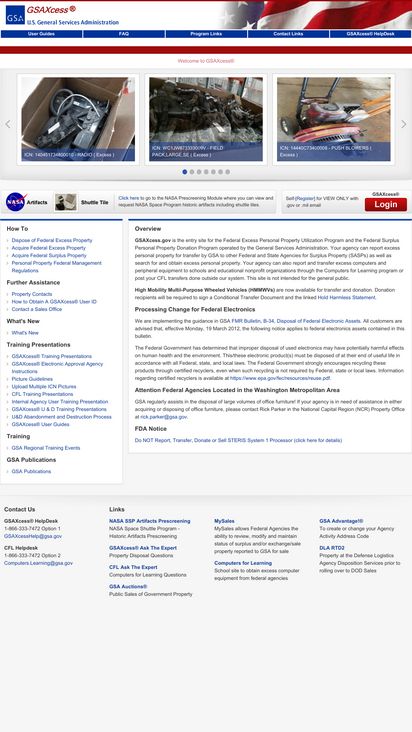 GSAXcess®
GSA
U.S. General Services Administration
User Guides
FAQ
Program Links
Contact Links
GSAXcess® HelpDesk
Welcome to GSAXcess®
ICN: 140451734800010 - RADIO ( Excess )
ICN: WC1JW873330009V - FIELD
PACK,LARGE,SE ( Excess )
ICN: 14440C73400008 - PUSH BLOWERS (
Excess )
NASA Artifacts
Shuttle Tile
Click here to go to the NASA Prescreening Module where you can view and
request NASA Space Program historic artifacts including shuttle tiles.
Self [Register] for VIEW ONLY with
.gov or .mil email
GSAXcess®
Login
How To
Dispose of Federal Excess Property
Acquire Federal Excess Property
Acquire Federal Surplus Property
Personal Property Federal Management
Regulations
Further Assistance
Property Contacts
How to Obtain A GSAXcess® User ID
Contact a Sales Office
What's New
What's New
Training Presentations
GSAXcess® Training Presentations
GSAXcess® Electronic Approval Agency
Instructions
Picture Guidelines
Upload Multiple ICN Pictures
CFL Training Presentations
Internal Agency User Training Presentation
GSAXcess® U & D Training Presentations
U&D Abandonment and Destruction Process
GSAXcess® User Guides
Training
GSA Regional Training Events
GSA Publications
GSA Publications
Overview
GSAXcess.gov is the entry site for the Federal Excess Personal Property Utilization Program and the Federal Surplus
Personal Property Donation Program operated by the General Services Administration. Your agency can report excess
personal property for transfer by GSA to other Federal and State Agencies for Surplus Property (SASPs) as well as
search for and obtain excess personal property. Your agency can also report and transfer excess computers and
peripheral equipment to schools and educational nonprofit organizations through the Computers for Learning program or
post your CFL transfers done outside our system. This site is not intended for the general public.
High Mobility Multi-Purpose Wheeled Vehicles (HMMWVs) are now available for transfer and donation. Donation
recipients will be required to sign a Conditional Transfer Document and the linked Hold Harmless Statement.
Processing Change for Federal Electronics
We are implementing the guidance in GSA FMR Bulletin, B-34, Disposal of Federal Electronic Assets. All customers are
advised that, effective Monday, 19 March 2012, the following notice applies to federal electronics assets contained in this
bulletin.
The Federal Government has determined that improper disposal of used electronics may have potentially harmful effects
on human health and the environment. This/these electronic product(s) must be disposed of at their end of useful life in
accordance with all Federal, state, and local laws. The Federal Government strongly encourages recycling these
products through certified recyclers, even when such recycling is not required by Federal, state or local laws. Information
regarding certified recyclers is available at https://www.epa.gov/fec/resources/reuse.pdf.
Attention Federal Agencies Located in the Washington Metropolitan Area
GSA regularly assists in the disposal of large volumes of office furniture! If your agency is in need of assistance in either
acquiring or disposing of office furniture, please contact Rick Parker in the National Capital Region (NCR) Property Office
at rick.parker@gsa.gov.
FDA Notice
Do NOT Report, Transfer, Donate or Sell STERIS System 1 Processor (click here for details)
Contact Us
GSAXcess® HelpDesk
1-866-333-7472 Option 1
GSAXcessHelp@gsa.gov
CFL Helpdesk
1-866-333-7472 Option 2
Computers.Learning@gsa.gov
Links
NASA SSP Artifacts Prescreening
NASA Space Shuttle Program -
Historic Artifacts Prescreening
GSAXcess® Ask The Expert
Property Disposal Questions
CFL Ask The Expert
Computers for Learning Questions
GSA Auctions®
Public Sales of Government Property
MySales
MySales allows Federal Agencies the
ability to review, modify and maintain
status of surplus and/or exchange/sale
property reported to GSA for sale
Computers for Learning
School site to obtain excess computer
equipment from federal agencies
GSA Advantage!®
To create or change your Agency
Activity Address Code
DLA RTD2
Property at the Defense Logistics
Agency Disposition Services prior to
rolling over to DOD Sales